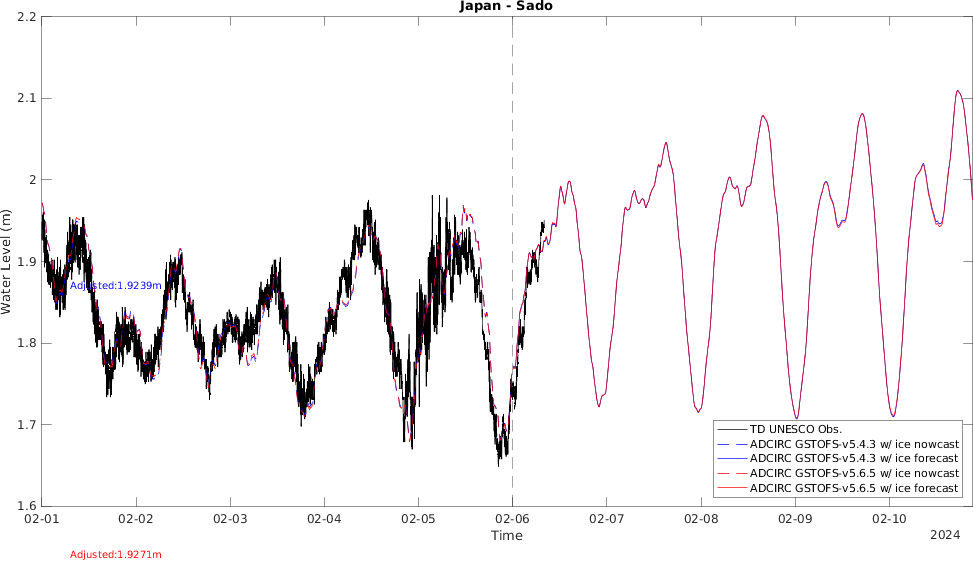 Japan - Sado
Water Level (m)
2.2
2.1
2
1.9
1.8
1.7
1.6
Adjusted:1.9239m
TD UNESCO Obs.
ADCIRC GSTOFS-v5.4.3 w/ ice nowcast
ADCIRC GSTOFS-v5.4.3 w/ ice forecast
ADCIRC GSTOFS-v5.6.5 w/ ice nowcast
ADCIRC GSTOFS-v5.6.5 w/ ice forecast
02-01 02-02 02-03 02-04 02-05 02-06 02-07 02-08 02-09 02-10
Time
2024
Adjusted:1.9271m